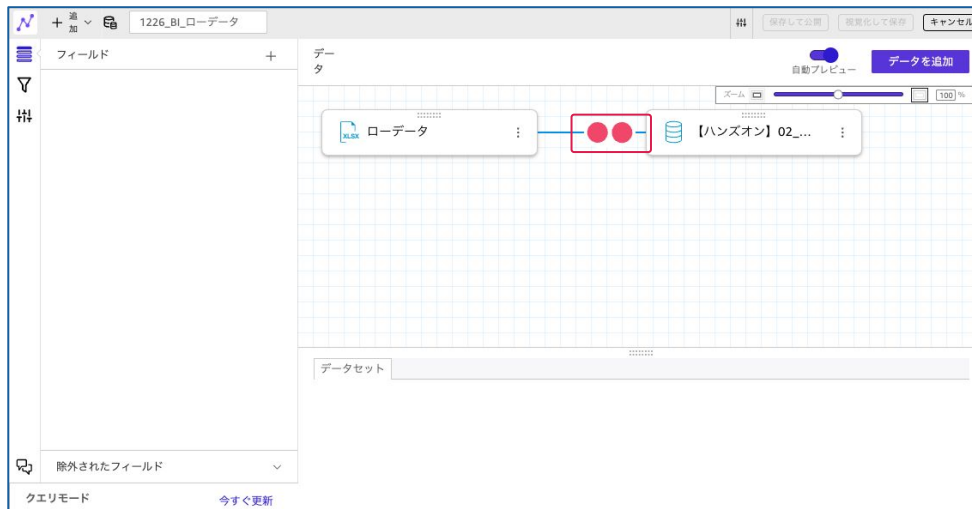 追加
1226_BI_ローデータ
保存して公開
視覚化して保存
キャンセル
フィールド
データ
自動プレビュー
データを追加
ズーム
100 %
XLSX
ローデータ
【ハンズオン】02_...
データセット
除外されたフィールド
クエリモード
今すぐ更新